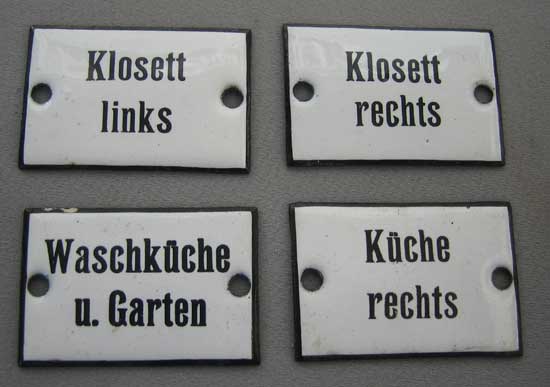 Klosett
links
Klosett
rechts
Waschküche
u. Garten
Küche
rechts